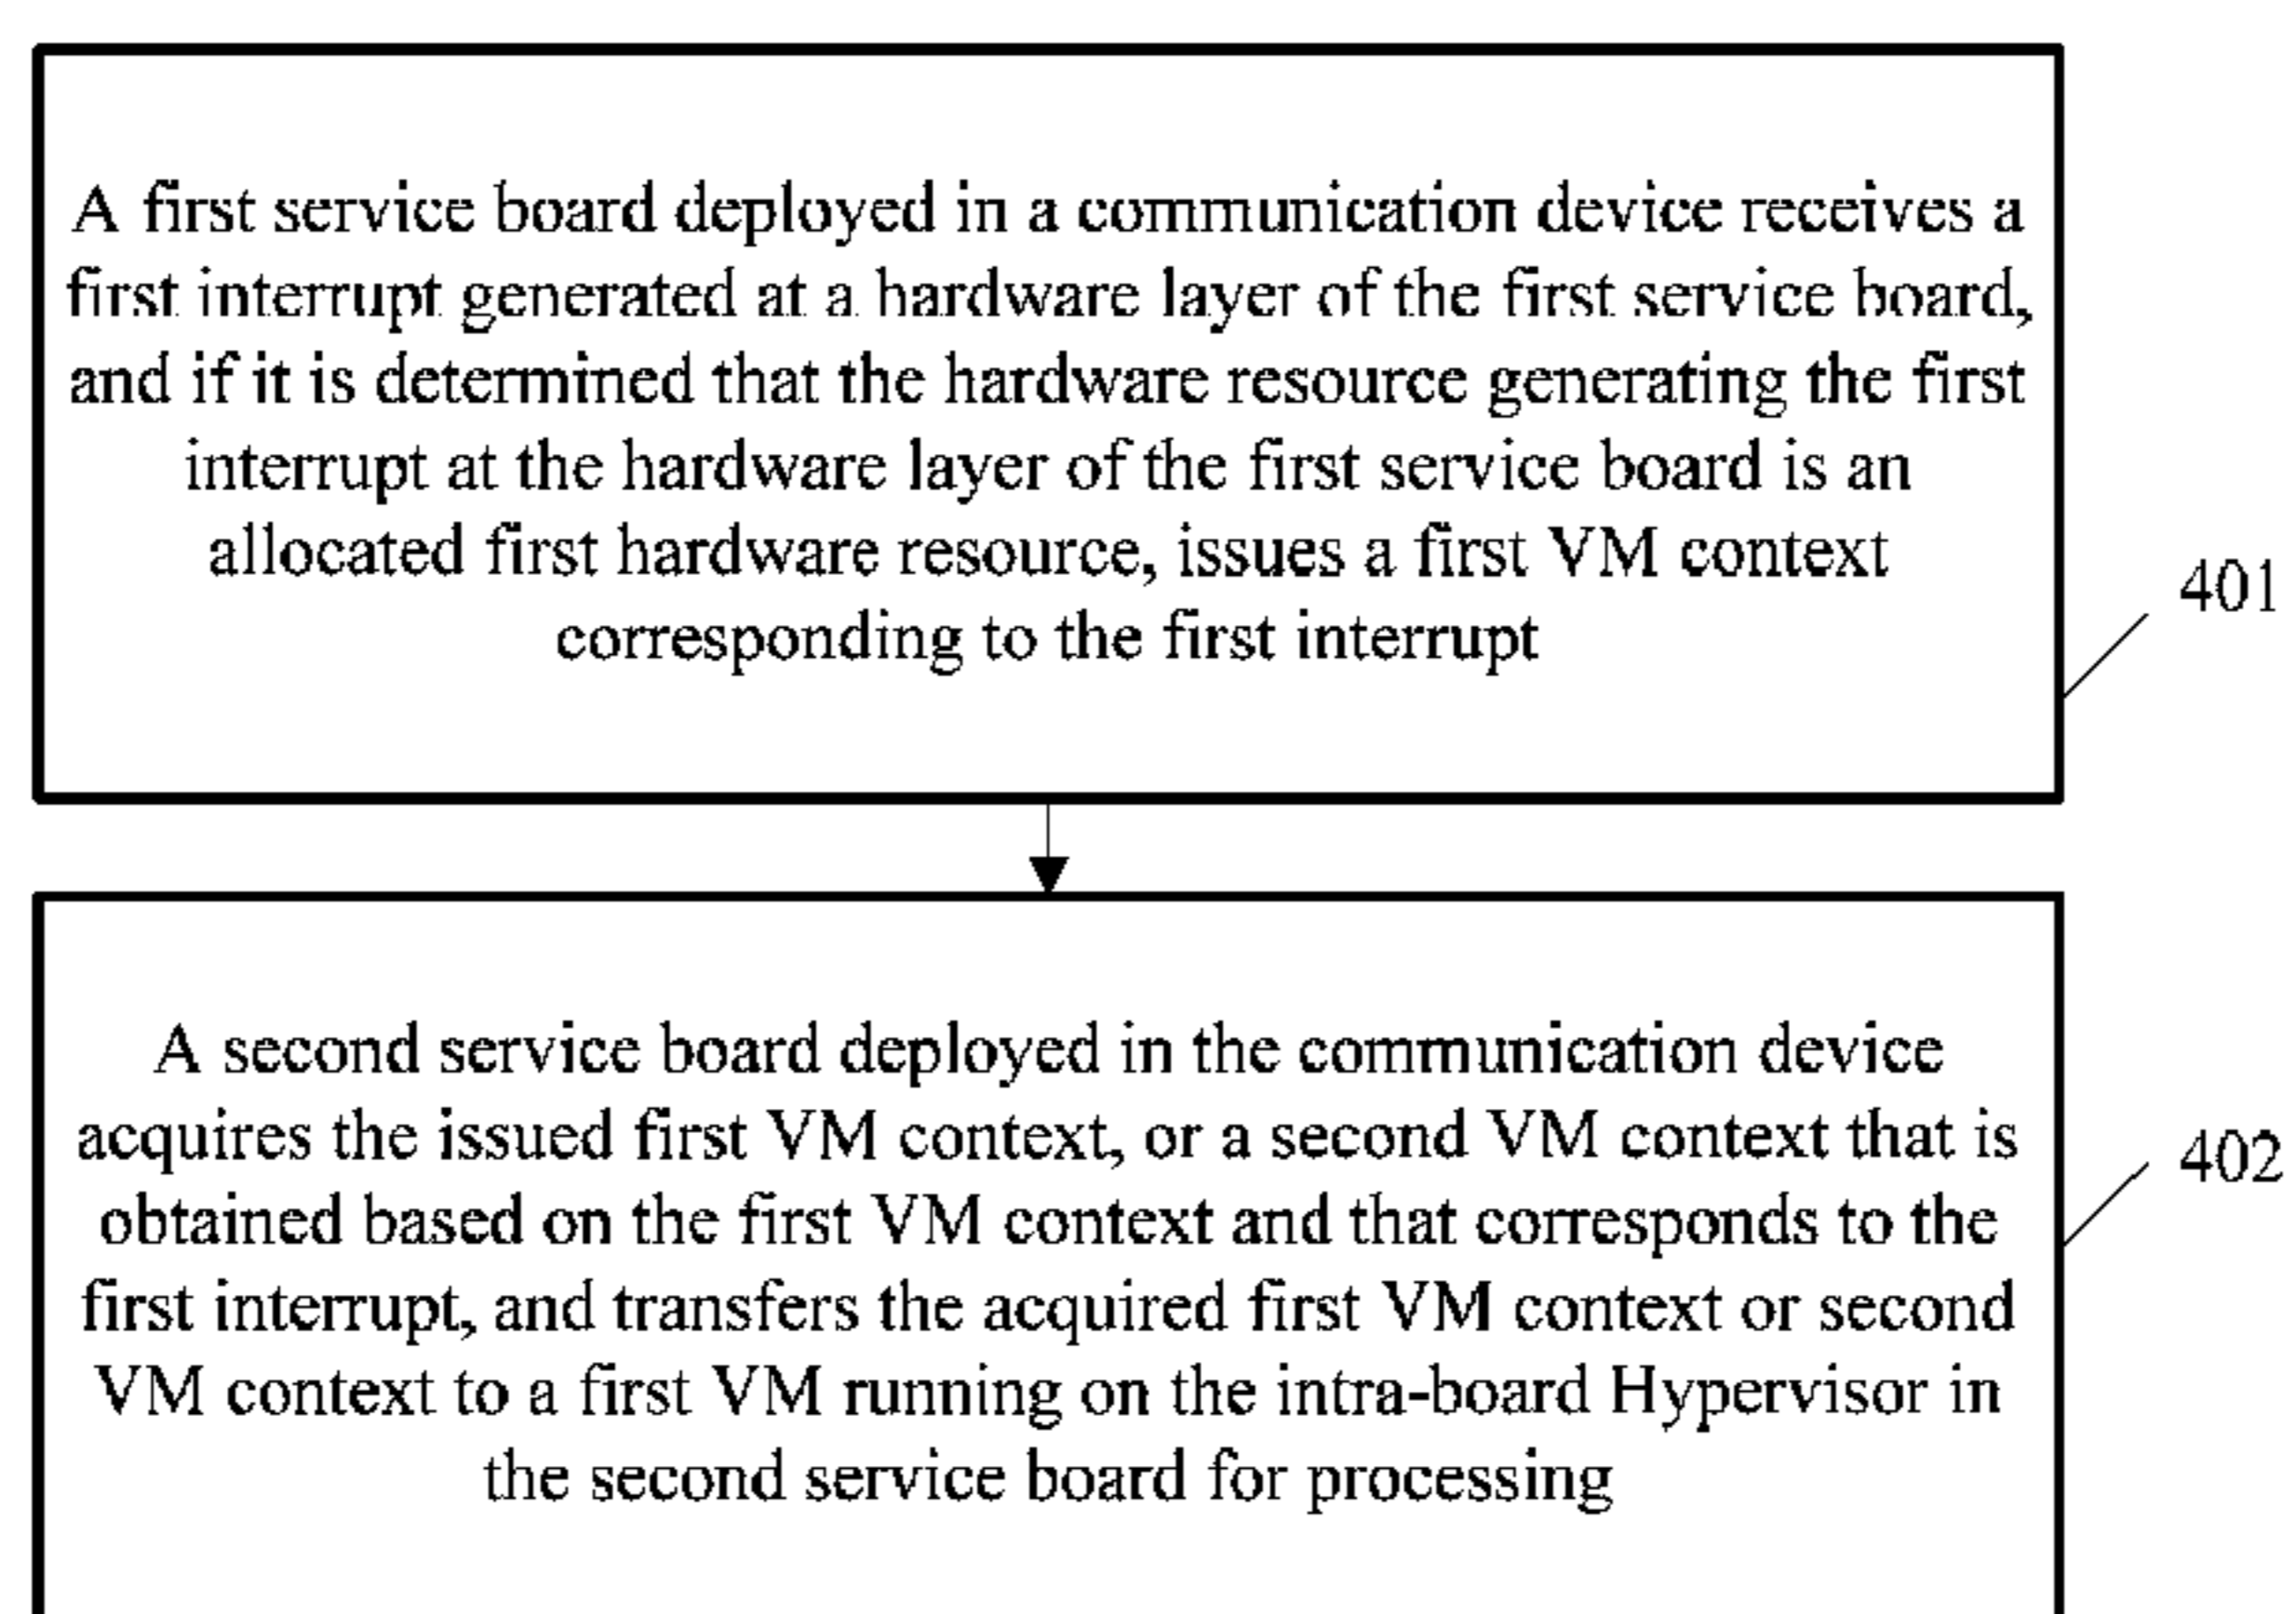 A first service board deployed in a communication device receives a
first interrupt generated at a hardware layer of the first service board,
and if it is determined that the hardware resource generating the first
interrupt at the hardware layer of the first service board is an
allocated first hardware resource, issues a first VM context
corresponding to the first interrupt
401
A second service board deployed in the communication device
acquires the issued first VM context, or a second VM context that is
obtained based on the first VM context and that corresponds to the
first interrupt, and transfers the acquired first VM context or second
VM context to a first VM running on the intra-board Hypervisor in
the second service board for processing
402